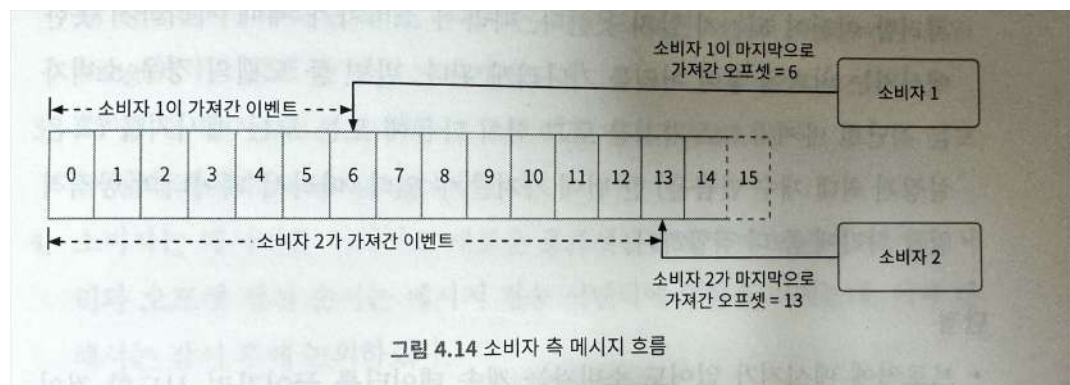 소비자 1이 마지막으로
가져간 오프셋 = 6
소비자 1
소비자 1이 가져간 이벤트
0 1 2 3 4 5 6 7 8 9 10 11 12 13 14 15
소비자 2가 가져간 이벤트
소비자 2
소비자 2가 마지막으로
가져간 오프셋 = 13
그림 4.14 소비자 측 메시지 흐름